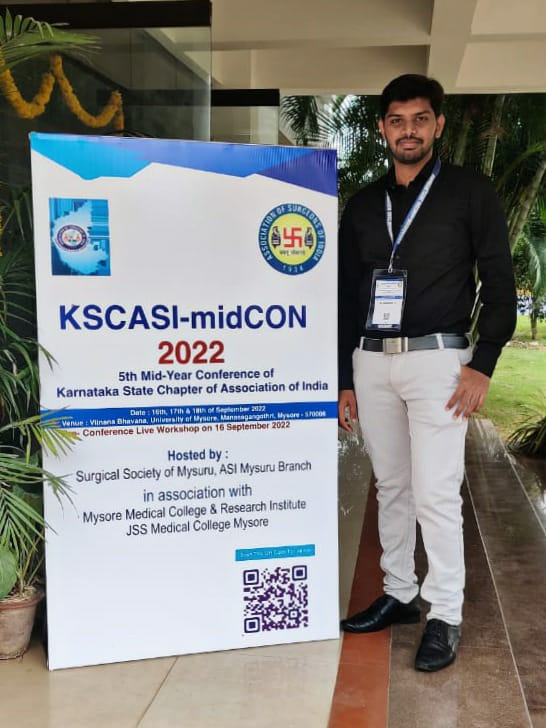 ASSOCIATION OF SURGEONS OF INDIA
1938
KSCASI-midCON
2022
5th Mid-Year Conference of
Karnataka State Chapter of Association of India
Date : 16th, 17th & 18th of September 2022
Venue : Vijnana Bhavana, University of Mysore, Manasagangothri, Mysore - 570006
Conference Live Workshop on 16 September 2022
Hosted by :
Surgical Society of Mysuru, ASI Mysuru Branch
in association with
Mysore Medical College & Research Institute
JSS Medical College Mysore